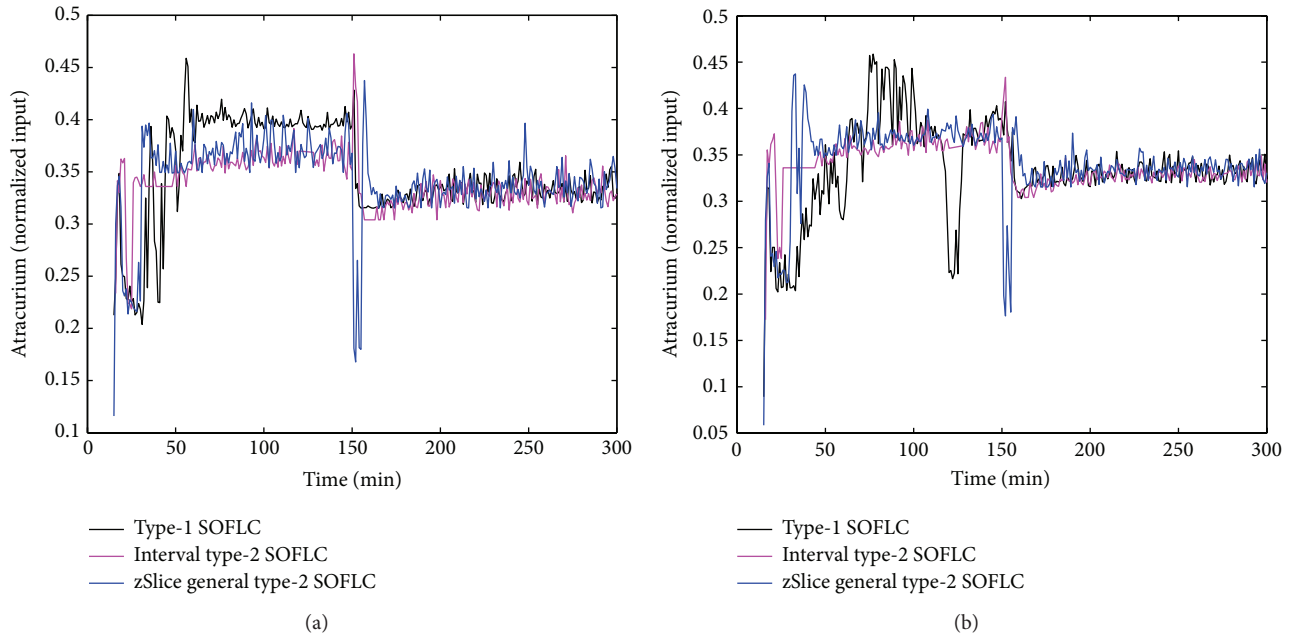 0.5
0.45
0.4
0.35
0.3
0.25
0.2
0.15
0.1
0 50 100 150 200 250 300
Atracurium (normalized input)
Time (min)
Type-1 SOFLC
Interval type-2 SOFLC
zSlice general type-2 SOFLC
(a)
0.5
0.45
0.4
0.35
0.3
0.25
0.2
0.15
0.1
0.05
0 50 100 150 200 250 300
Atracurium (normalized input)
Time (min)
Type-1 SOFLC
Interval type-2 SOFLC
zSlice general type-2 SOFLC
(b)